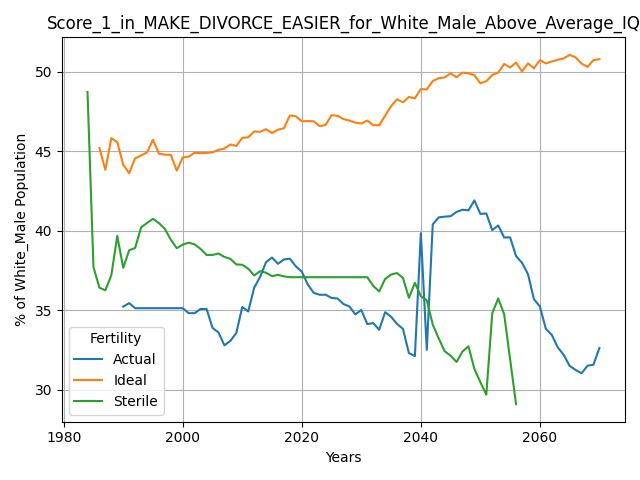 Score_1_in_MAKE_DIVORCE_EASIER_for_White_Male_Above_Average_IQ
% of White_Male Population
50
45
40
35
30
Fertility
Actual
Ideal
Sterile
1980 2000 2020 2040 2060
Years